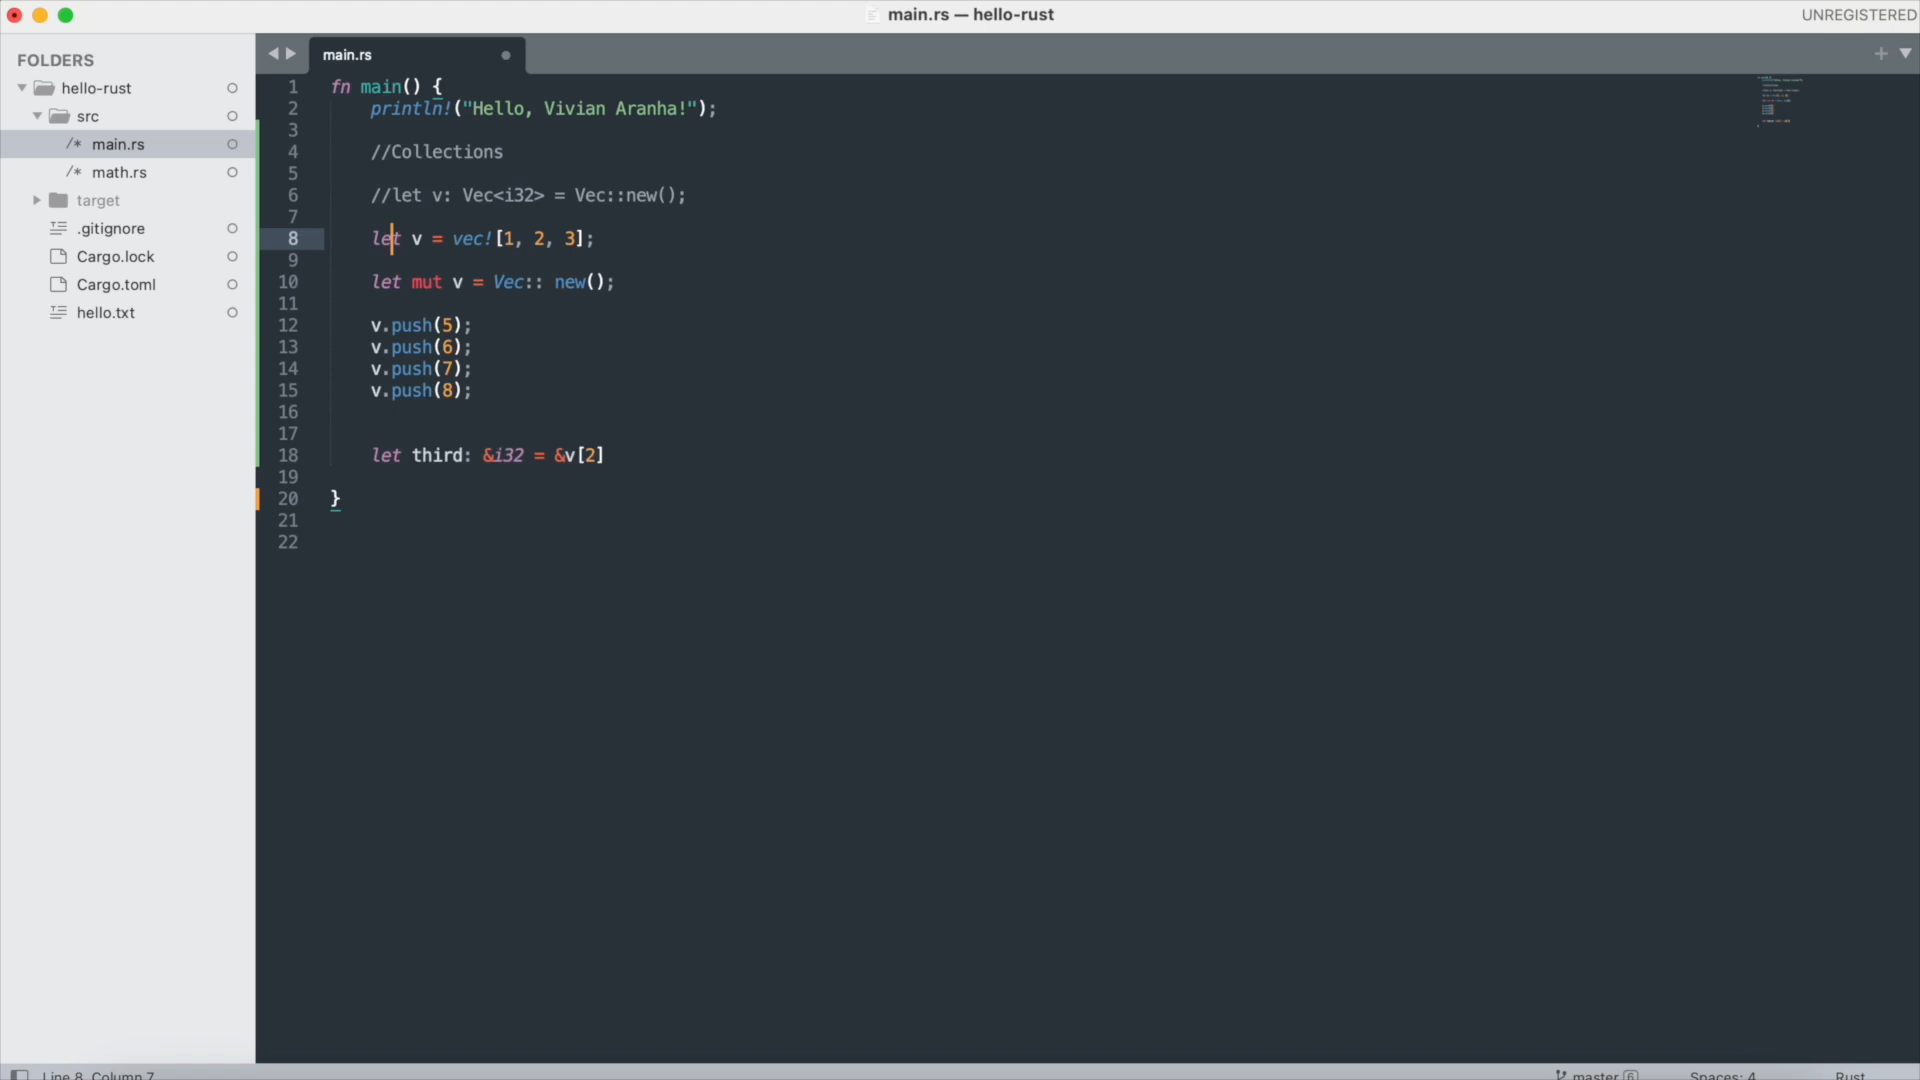 main.rs — hello-rust
UNREGISTERED
FOLDERS
hello-rust
src
/* main.rs
/* math.rs
target
.gitignore
Cargo.lock
Cargo.toml
hello.txt
main.rs
1 fn main() {
2 println!("Hello, Vivian Aranha!");
3
4 //Collections
5
6 //let v: Vec<i32> = Vec::new();
7
8 let v = vec![1, 2, 3];
9
10 let mut v = Vec:: new();
11
12 v.push(5);
13 v.push(6);
14 v.push(7);
15 v.push(8);
16
17
18 let third: &i32 = &v[2]
19
20 }
21
22
Line 8, Column 7
master 6
Spaces: 4
Rust